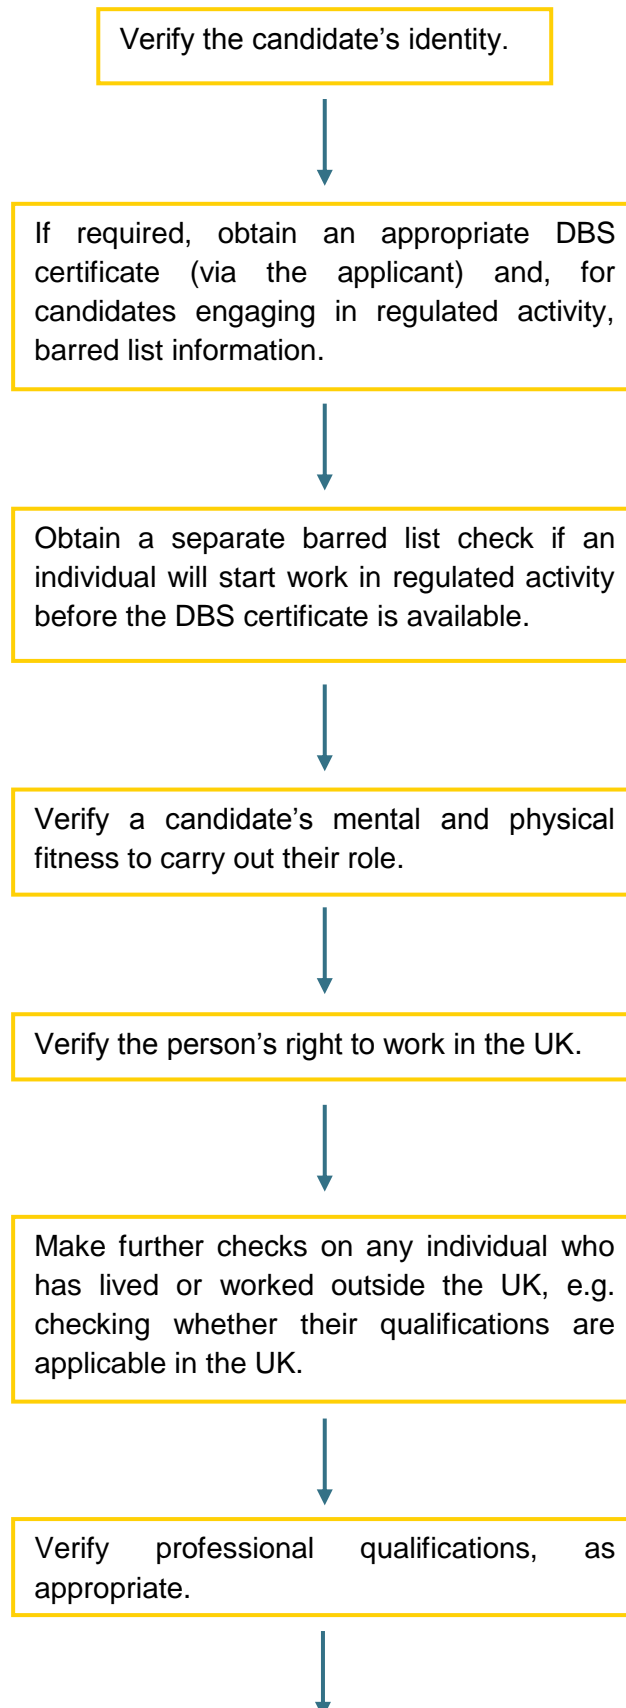 Verify the candidate’s identity.
If required, obtain an appropriate DBS
certificate (via the applicant) and, for
candidates engaging in regulated activity,
barred list information.
Obtain a separate barred list check if an
individual will start work in regulated activity
before the DBS certificate is available.
Verify a candidate’s mental and physical
fitness to carry out their role.
Verify the person’s right to work in the UK.
Make further checks on any individual who
has lived or worked outside the UK, e.g.
checking whether their qualifications are
applicable in the UK.
Verify professional qualifications, as
appropriate.